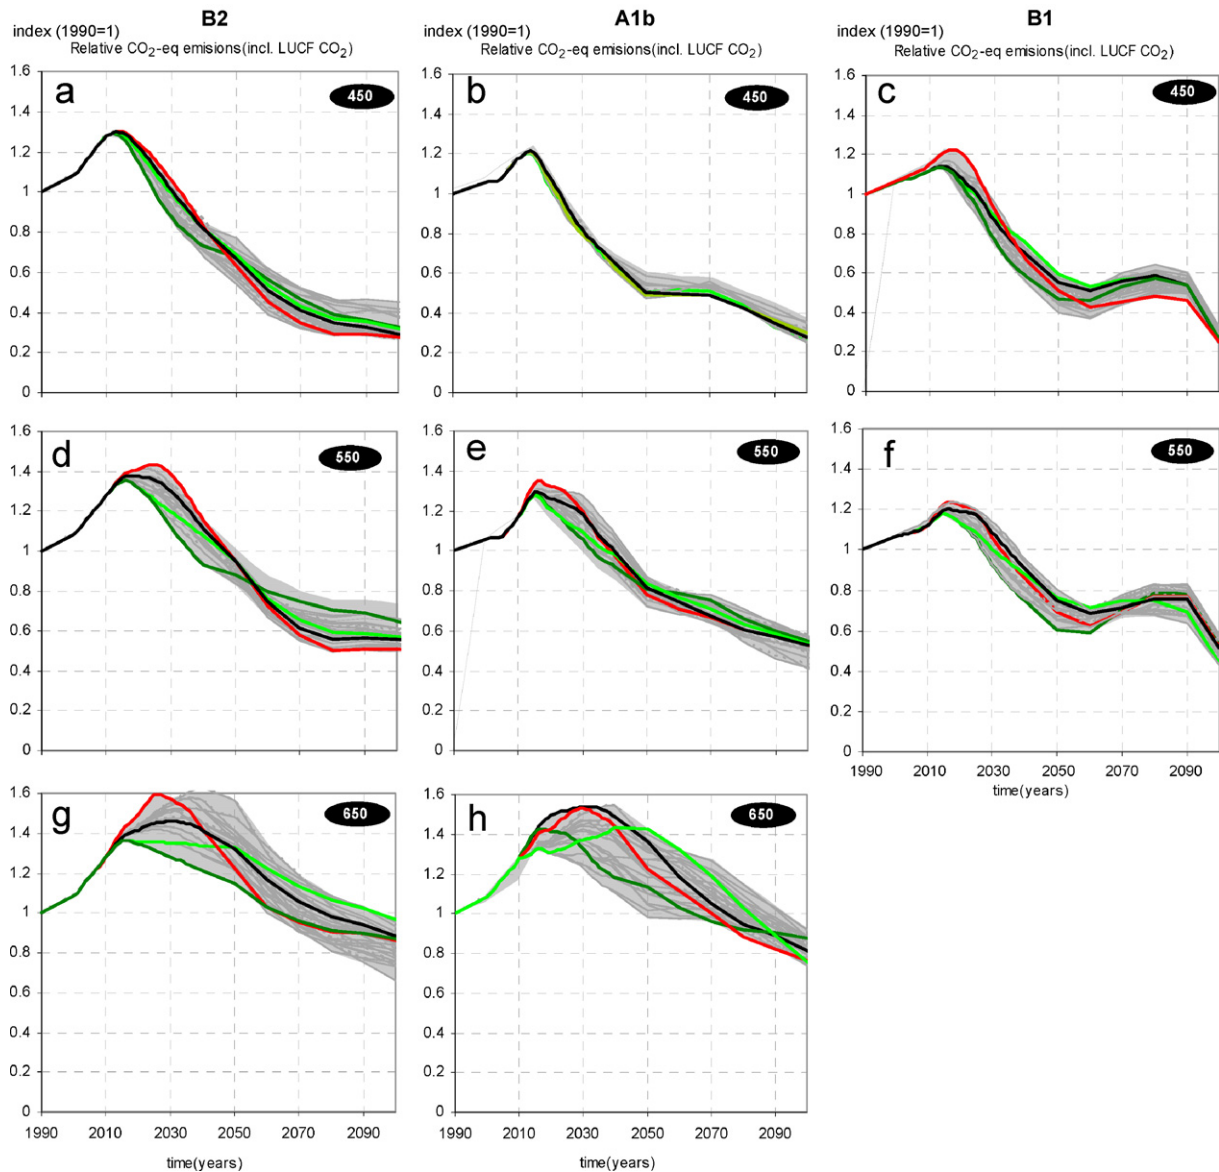 B2 A1b B1
index (1990=1) index (1990=1) index (1990=1)
Relative CO₂-eq emisions(incl. LUCF CO₂) Relative CO₂-eq emissions(incl. LUCF CO₂) Relative CO₂-eq emissions(incl. LUCF CO₂)
1.6 1.6 1.6
a 450 b 450 c 450
1.4 1.4 1.4
1.2 1.2 1.2
1 1 1
0.8 0.8 0.8
0.6 0.6 0.6
0.4 0.4 0.4
0.2 0.2 0.2
0 0 0
1.6 1.6 1.6
d 550 e 550 f 550
1.4 1.4 1.4
1.2 1.2 1.2
1 1 1
0.8 0.8 0.8
0.6 0.6 0.6
0.4 0.4 0.4
0.2 0.2 0.2
0 0 0
1990 2010 2030 2050 2070 2090
time(years)
1.6 1.6
g 650 h 650
1.4 1.4
1.2 1.2
1 1
0.8 0.8
0.6 0.6
0.4 0.4
0.2 0.2
0 0
1990 2010 2030 2050 2070 2090 1990 2010 2030 2050 2070 2090
time(years) time(years)